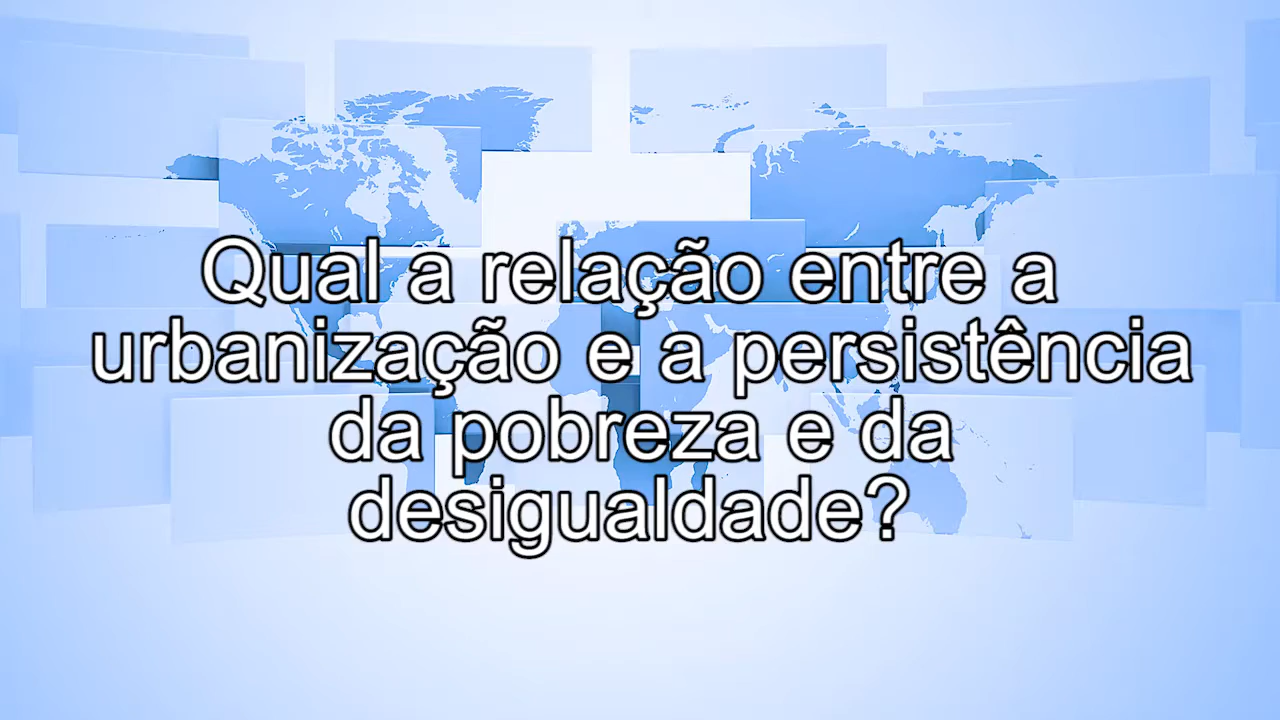 Qual a relação entre a
urbanização e a persistência
da pobreza e da
desigualdade?